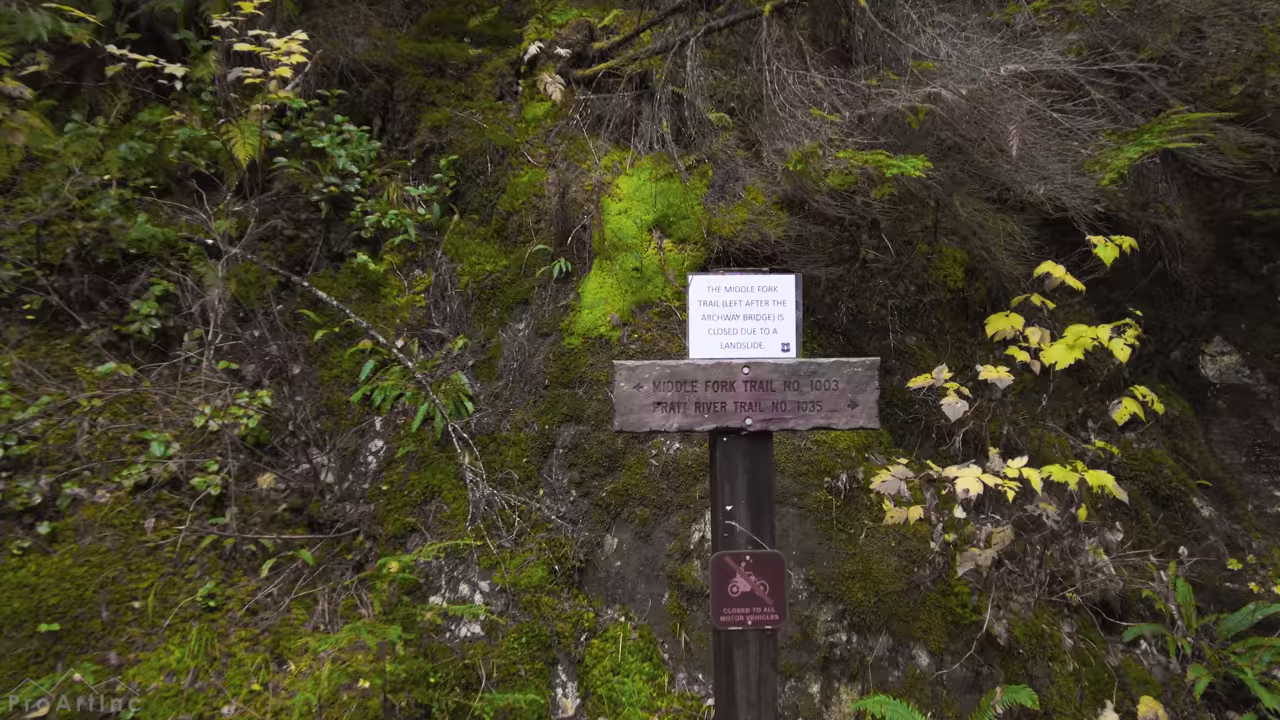 THE MIDDLE FORK
TRAIL (LEFT AFTER THE
ARCHWAY BRIDGE) IS
CLOSED DUE TO A
LANDSLIDE.
← MIDDLE FORK TRAIL NO. 1003
PRATT RIVER TRAIL NO. 1035 →
CLOSED TO ALL
MOTOR VEHICLES
ProArtInc